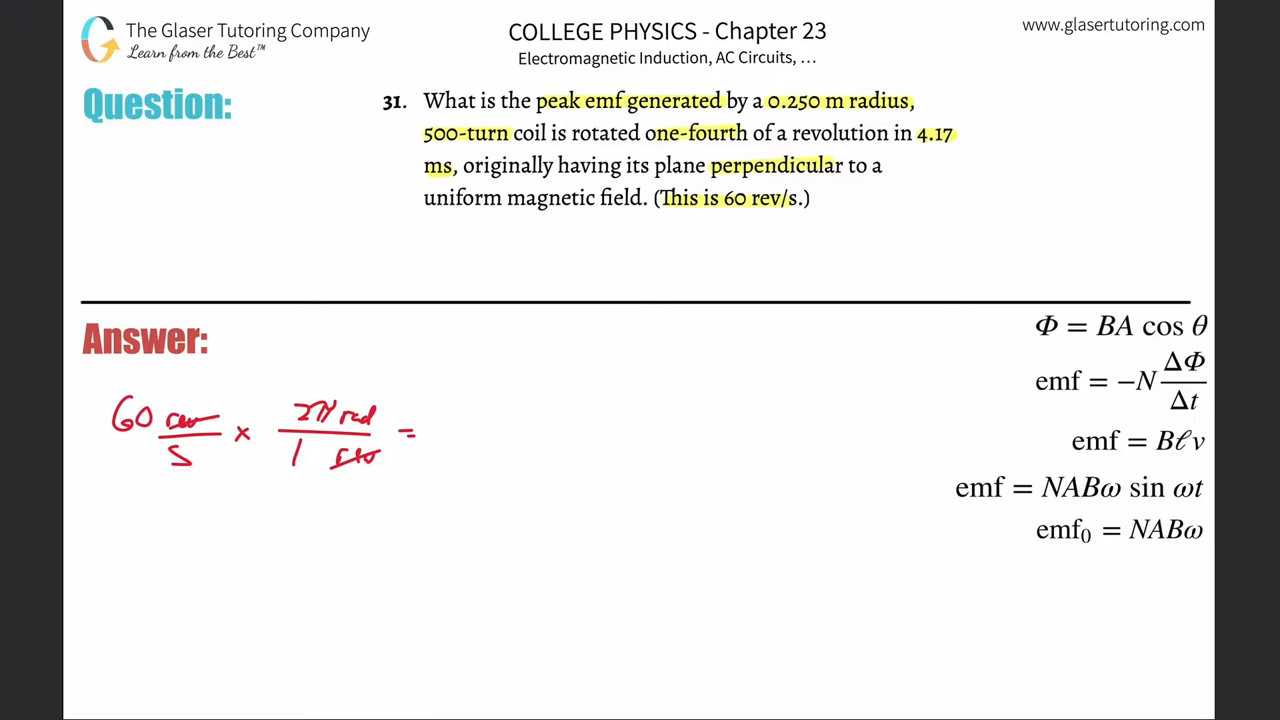 The Glaser Tutoring Company
Learn from the Best™
COLLEGE PHYSICS - Chapter 23
Electromagnetic Induction, AC Circuits, ...
www.glasertutoring.com
Question:
31. What is the peak emf generated by a 0.250 m radius,
500-turn coil is rotated one-fourth of a revolution in 4.17
ms, originally having its plane perpendicular to a
uniform magnetic field. (This is 60 rev/s.)
Answer:
60 rev/s × 2π rad/1 rev =
Φ = BA cos θ
emf = −N ΔΦ/Δt
emf = Bℓv
emf = NABω sin ωt
emf₀ = NABω